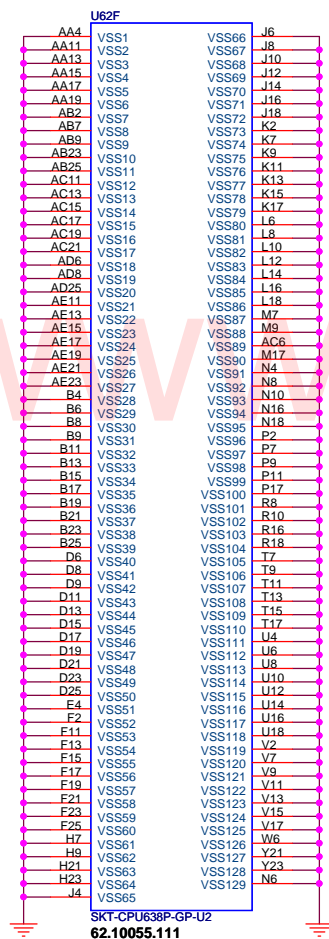 U62F
AA4 VSS1 VSS66 J6
AA11 VSS2 VSS67 J8
AA13 VSS3 VSS68 J10
AA15 VSS4 VSS69 J12
AA17 VSS5 VSS70 J14
AA19 VSS6 VSS71 J16
AB2 VSS7 VSS72 J18
AB7 VSS8 VSS73 K2
AB9 VSS9 VSS74 K7
AB23 VSS10 VSS75 K9
AB25 VSS11 VSS76 K11
AC11 VSS12 VSS77 K13
AC13 VSS13 VSS78 K15
AC15 VSS14 VSS79 K17
AC17 VSS15 VSS80 L6
AC19 VSS16 VSS81 L8
AC21 VSS17 VSS82 L10
AD6 VSS18 VSS83 L12
AD8 VSS19 VSS84 L14
AD25 VSS20 VSS85 L16
AE11 VSS21 VSS86 L18
AE13 VSS22 VSS87 M7
AE15 VSS23 VSS88 M9
AE17 VSS24 VSS89 AC6
AE19 VSS25 VSS90 M17
AE21 VSS26 VSS91 N4
AE23 VSS27 VSS92 N8
B4 VSS28 VSS93 N10
B6 VSS29 VSS94 N16
B8 VSS30 VSS95 N18
B9 VSS31 VSS96 P2
B11 VSS32 VSS97 P7
B13 VSS33 VSS98 P9
B15 VSS34 VSS99 P11
B17 VSS35 VSS100 P17
B19 VSS36 VSS101 R8
B21 VSS37 VSS102 R10
B23 VSS38 VSS103 R16
B25 VSS39 VSS104 R18
D6 VSS40 VSS105 T7
D8 VSS41 VSS106 T9
D9 VSS42 VSS107 T11
D11 VSS43 VSS108 T13
D13 VSS44 VSS109 T15
D15 VSS45 VSS110 T17
D17 VSS46 VSS111 U4
D19 VSS47 VSS112 U6
D21 VSS48 VSS113 U8
D23 VSS49 VSS114 U10
D25 VSS50 VSS115 U12
E4 VSS51 VSS116 U14
F2 VSS52 VSS117 U16
F11 VSS53 VSS118 U18
F13 VSS54 VSS119 V2
F15 VSS55 VSS120 V7
F17 VSS56 VSS121 V9
F19 VSS57 VSS122 V11
F21 VSS58 VSS123 V13
F23 VSS59 VSS124 V15
F25 VSS60 VSS125 V17
H7 VSS61 VSS126 W6
H9 VSS62 VSS127 Y21
H21 VSS63 VSS128 Y23
H23 VSS64 VSS129 N6
J4 VSS65
SKT-CPU638P-GP-U2
62.10055.111